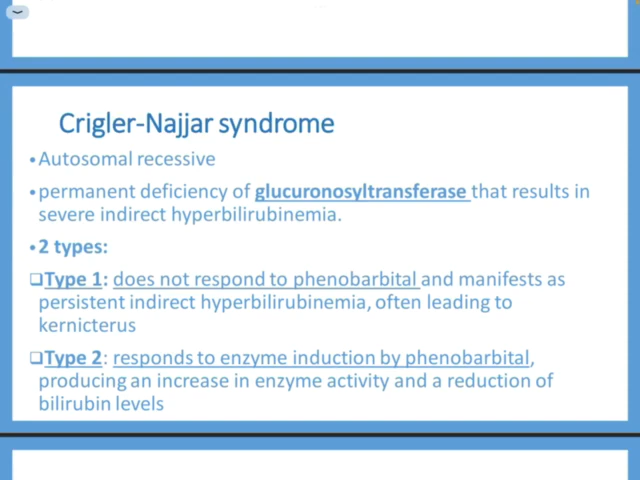 Crigler-Najjar syndrome
•Autosomal recessive
•permanent deficiency of glucuronosyltransferase that results in
severe indirect hyperbilirubinemia.
•2 types:
❑Type 1: does not respond to phenobarbital and manifests as
persistent indirect hyperbilirubinemia, often leading to
kernicterus
❑Type 2: responds to enzyme induction by phenobarbital,
producing an increase in enzyme activity and a reduction of
bilirubin levels